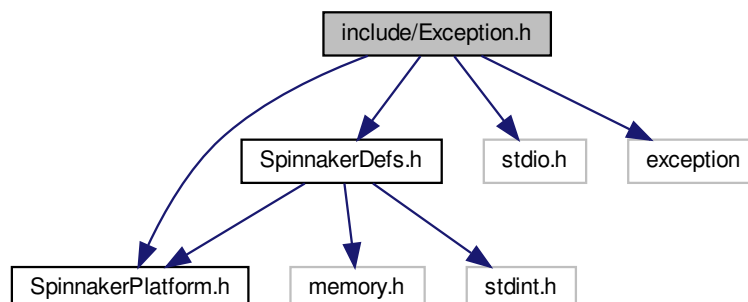 include/Exception.h
SpinnakerDefs.h
stdio.h
exception
SpinnakerPlatform.h
memory.h
stdint.h